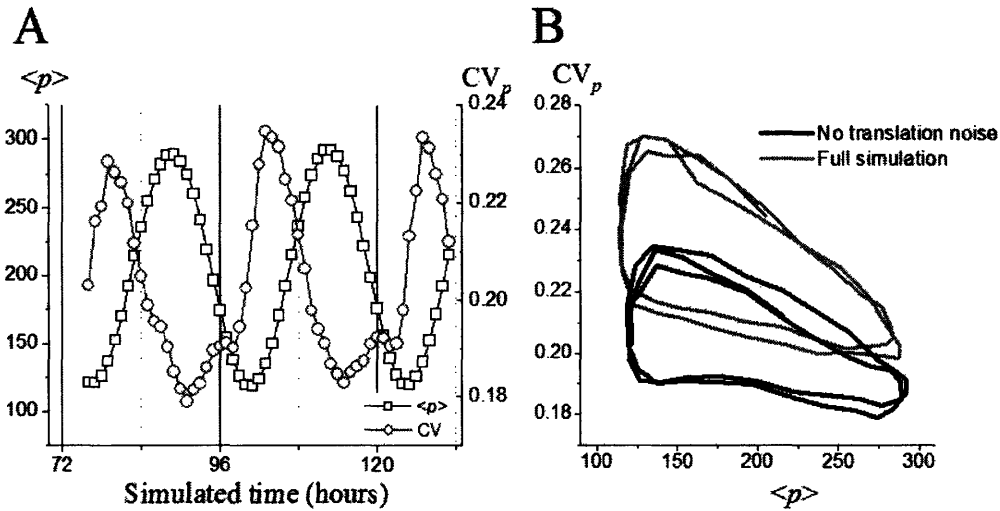 A
<p>
CVp
300
250
200
150
100
0.24
0.22
0.20
0.18
<p>
CV
72
96
120
Simulated time (hours)
B
CVp
0.28
0.26
0.24
0.22
0.20
0.18
No translation noise
Full simulation
100
150
200
250
300
<p>